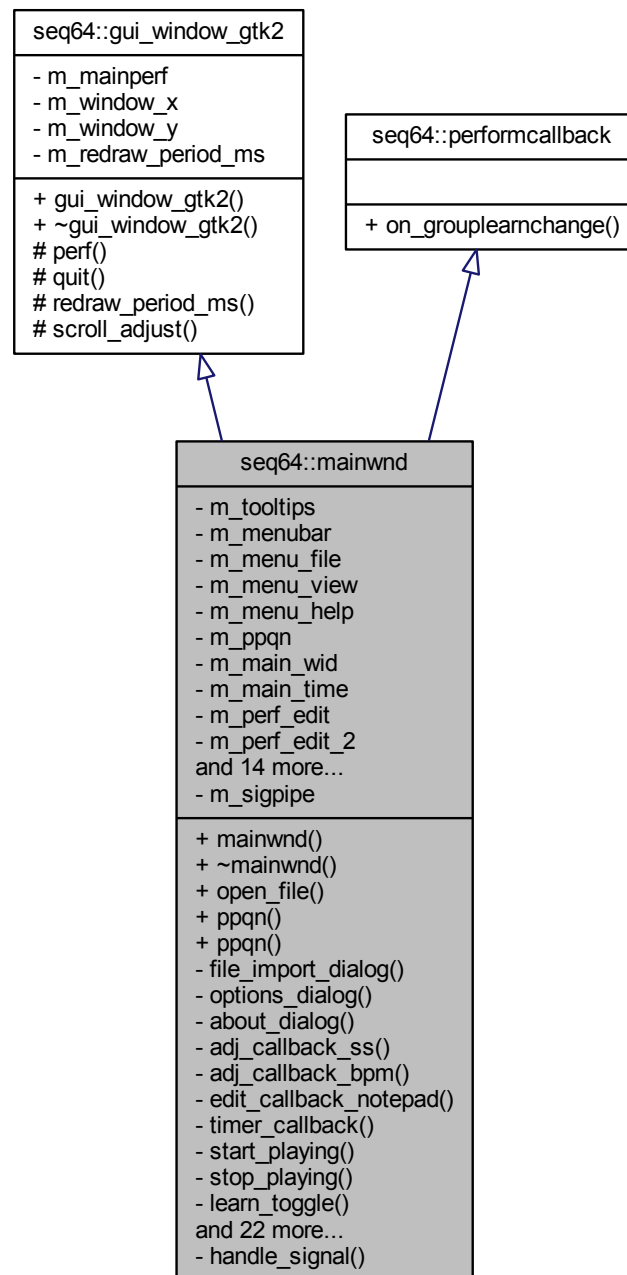 seq64::gui_window_gtk2
- m_mainperf
- m_window_x
- m_window_y
- m_redraw_period_ms
+ gui_window_gtk2()
+ ~gui_window_gtk2()
# perf()
# quit()
# redraw_period_ms()
# scroll_adjust()
seq64::performcallback
+ on_grouplearnchange()
seq64::mainwnd
- m_tooltips
- m_menubar
- m_menu_file
- m_menu_view
- m_menu_help
- m_ppqn
- m_main_wid
- m_main_time
- m_perf_edit
- m_perf_edit_2
and 14 more...
- m_sigpipe
+ mainwnd()
+ ~mainwnd()
+ open_file()
+ ppqn()
+ ppqn()
- file_import_dialog()
- options_dialog()
- about_dialog()
- adj_callback_ss()
- adj_callback_bpm()
- edit_callback_notepad()
- timer_callback()
- start_playing()
- stop_playing()
- learn_toggle()
and 22 more...
- handle_signal()